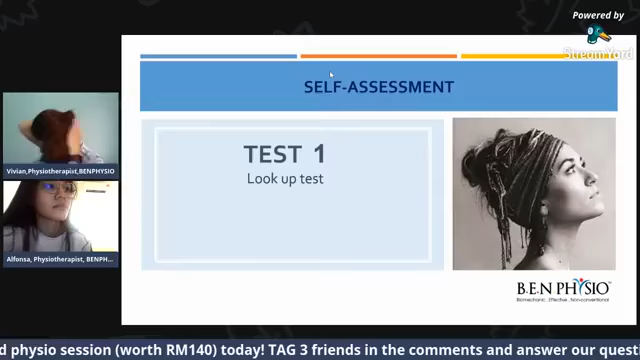 Powered by
StreamYard
SELF-ASSESSMENT
TEST 1
Look up test
Vivian,Physiotherapist,BENPHYSIO
Alfonsa, Physiotherapist, BENPH...
B.E.N PHYSIO
Biomechanic . Effective . Non-conventional
d physio session (worth RM140) today! TAG 3 friends in the comments and answer our questi